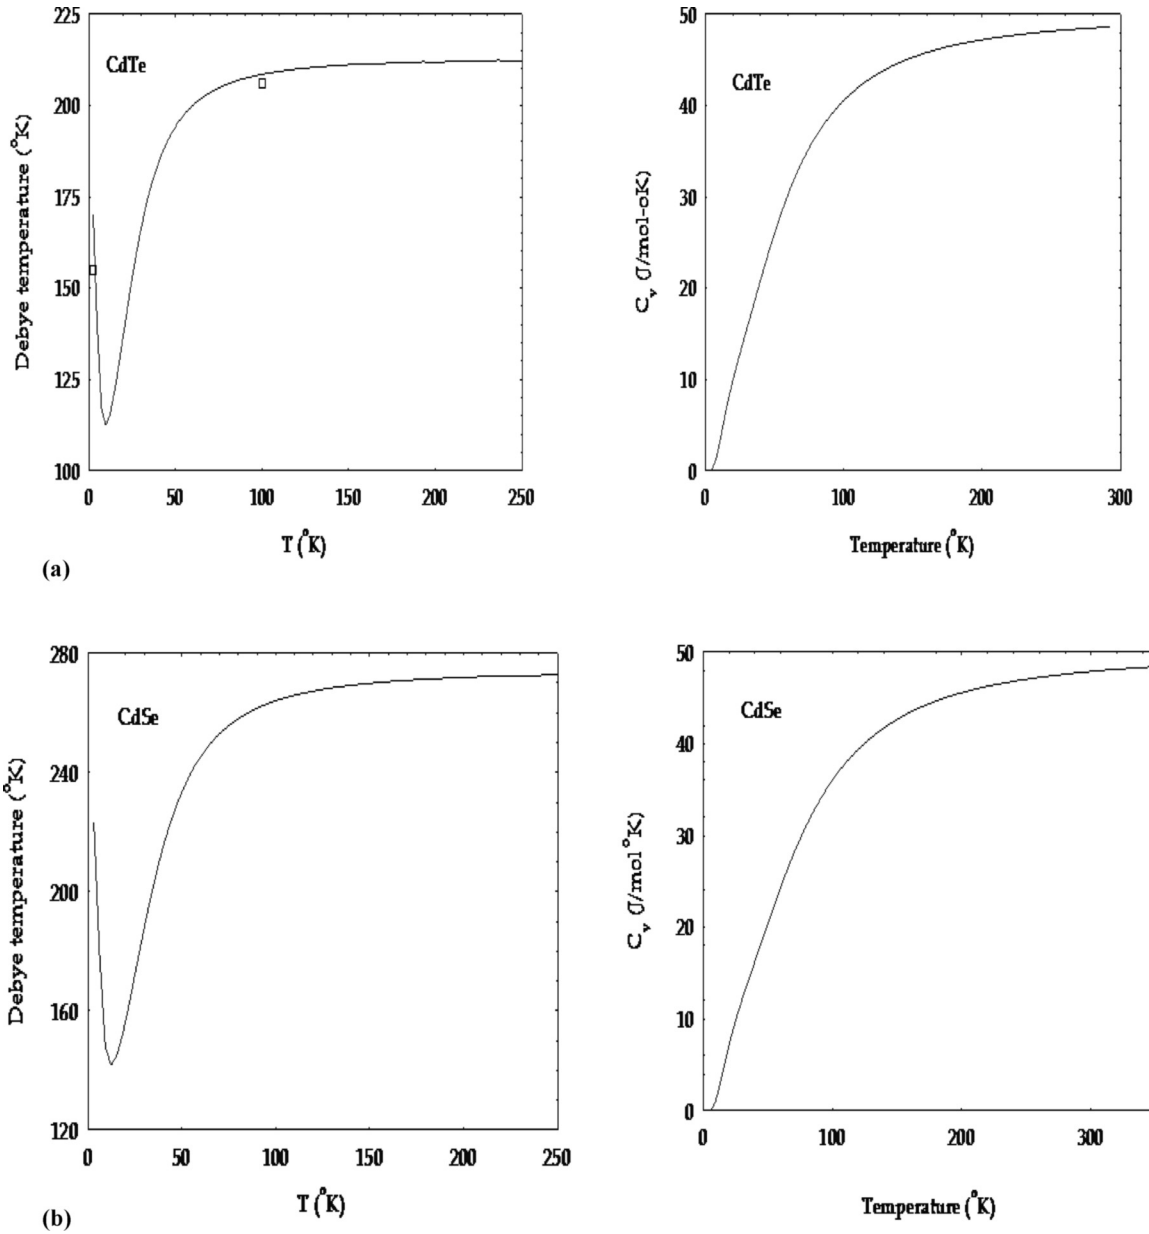 225
200
175
150
125
100
Debye temperature (°K)
CdTe
0 50 100 150 200 250
T (°K)
50
40
30
20
10
0
C_v (J/mol-oK)
CdTe
0 100 200 300
Temperature (°K)
(a)
280
240
200
160
120
Debye temperature (°K)
CdSe
0 50 100 150 200 250
T (°K)
50
40
30
20
10
0
C_v (J/mol°K)
CdSe
0 100 200 300
Temperature (°K)
(b)